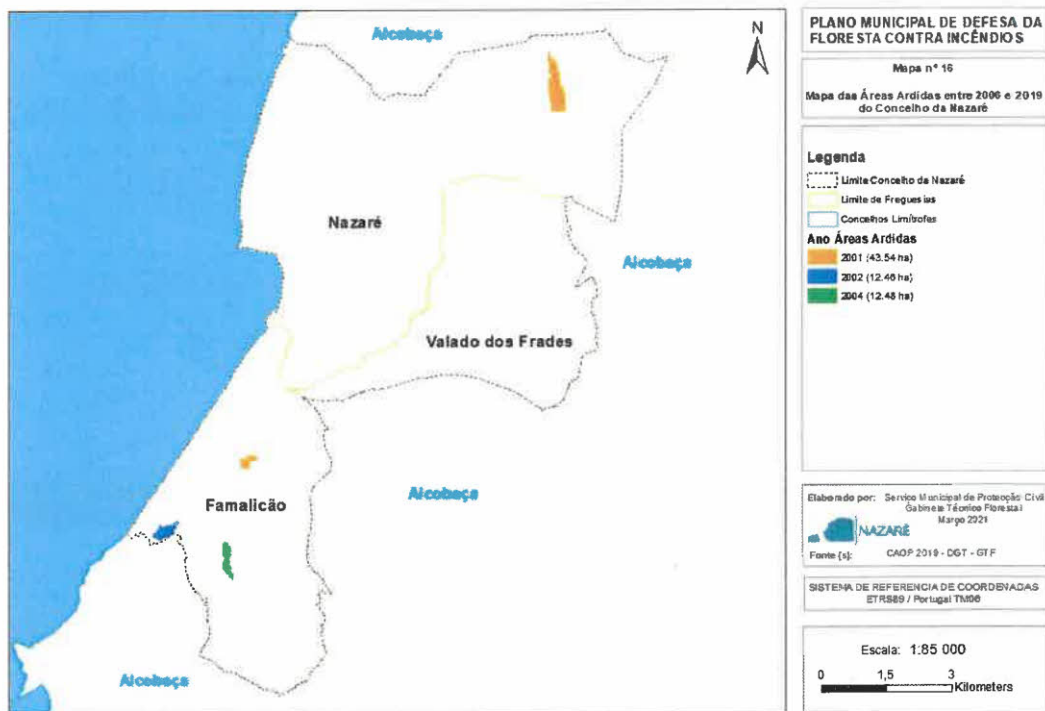 Alcobaça
N
Nazaré
Alcobaça
Valado dos Frades
Alcobaça
Famalicão
Alcobaça
PLANO MUNICIPAL DE DEFESA DA
FLORESTA CONTRA INCÊNDIOS
Mapa nº 16
Mapa das Áreas Ardidas entre 2006 e 2019
do Concelho da Nazaré
Legenda
Limite Concelho de Nazaré
Limite de Freguesias
Concelhos Limítrofes
Ano Áreas Ardidas
2001 (43.54 ha)
2002 (12.46 ha)
2004 (12.48 ha)
Elaborado por: Serviço Municipal de Protecção Civil
Gabinete Técnico Florestal
Março 2021
NAZARÉ
Fonte (s): CAOP 2019 - DGT - GTF
SISTEMA DE REFERENCIA DE COORDENADAS
ETRS89 / Portugal TM06
Escala: 1:85 000
0 1,5 3
Kilometers